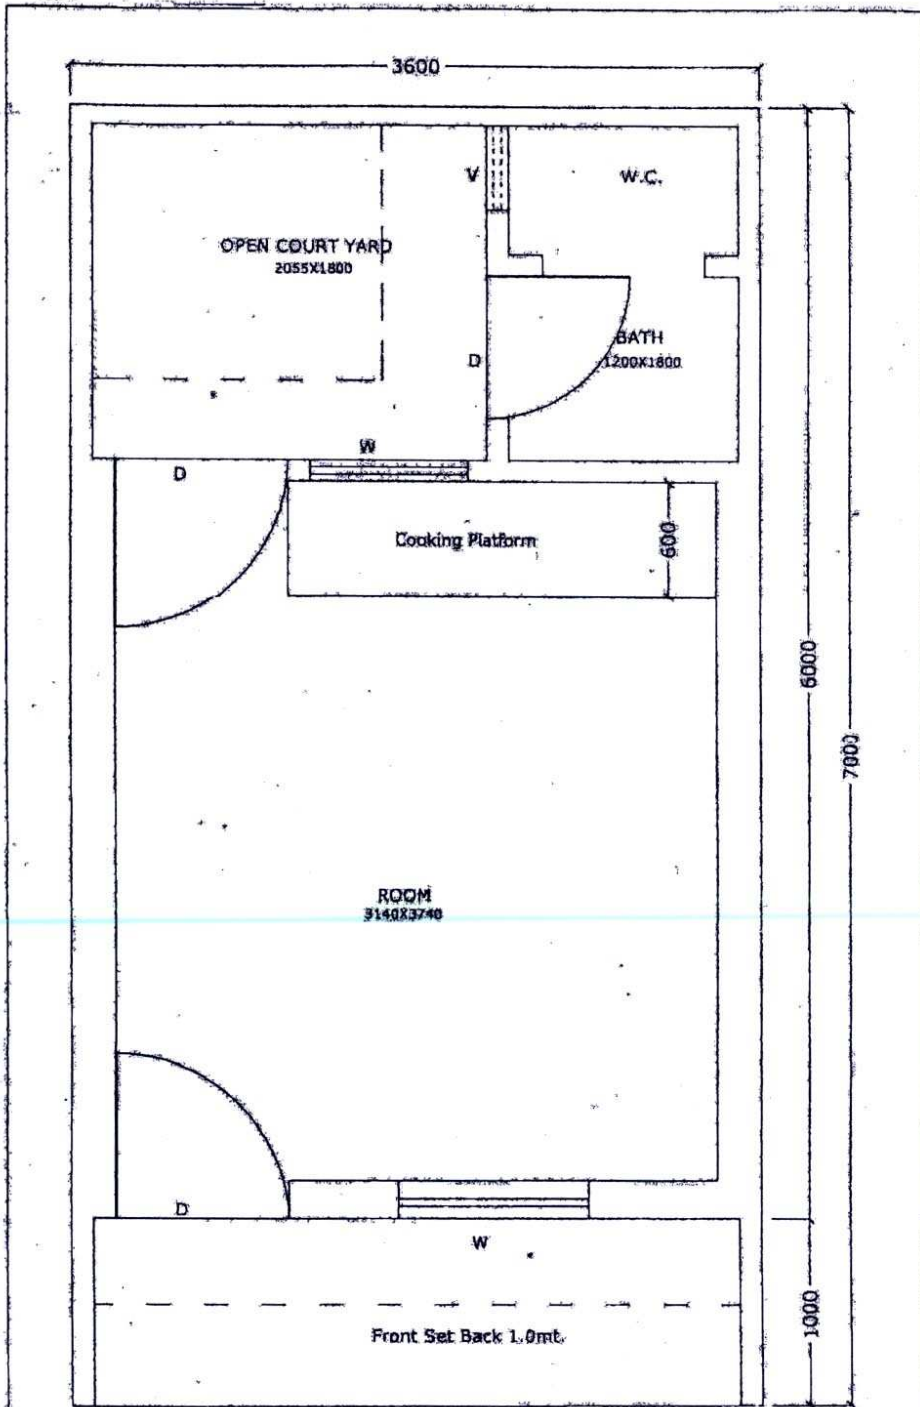 3600
V
W.C.
OPEN COURT YARD
2055X1800
BATH
1200X1800
D
W
D
Cooking Platform
600
6000
7000
ROOM
3140X3740
D
W
Front Set Back 1.0mt.
1000